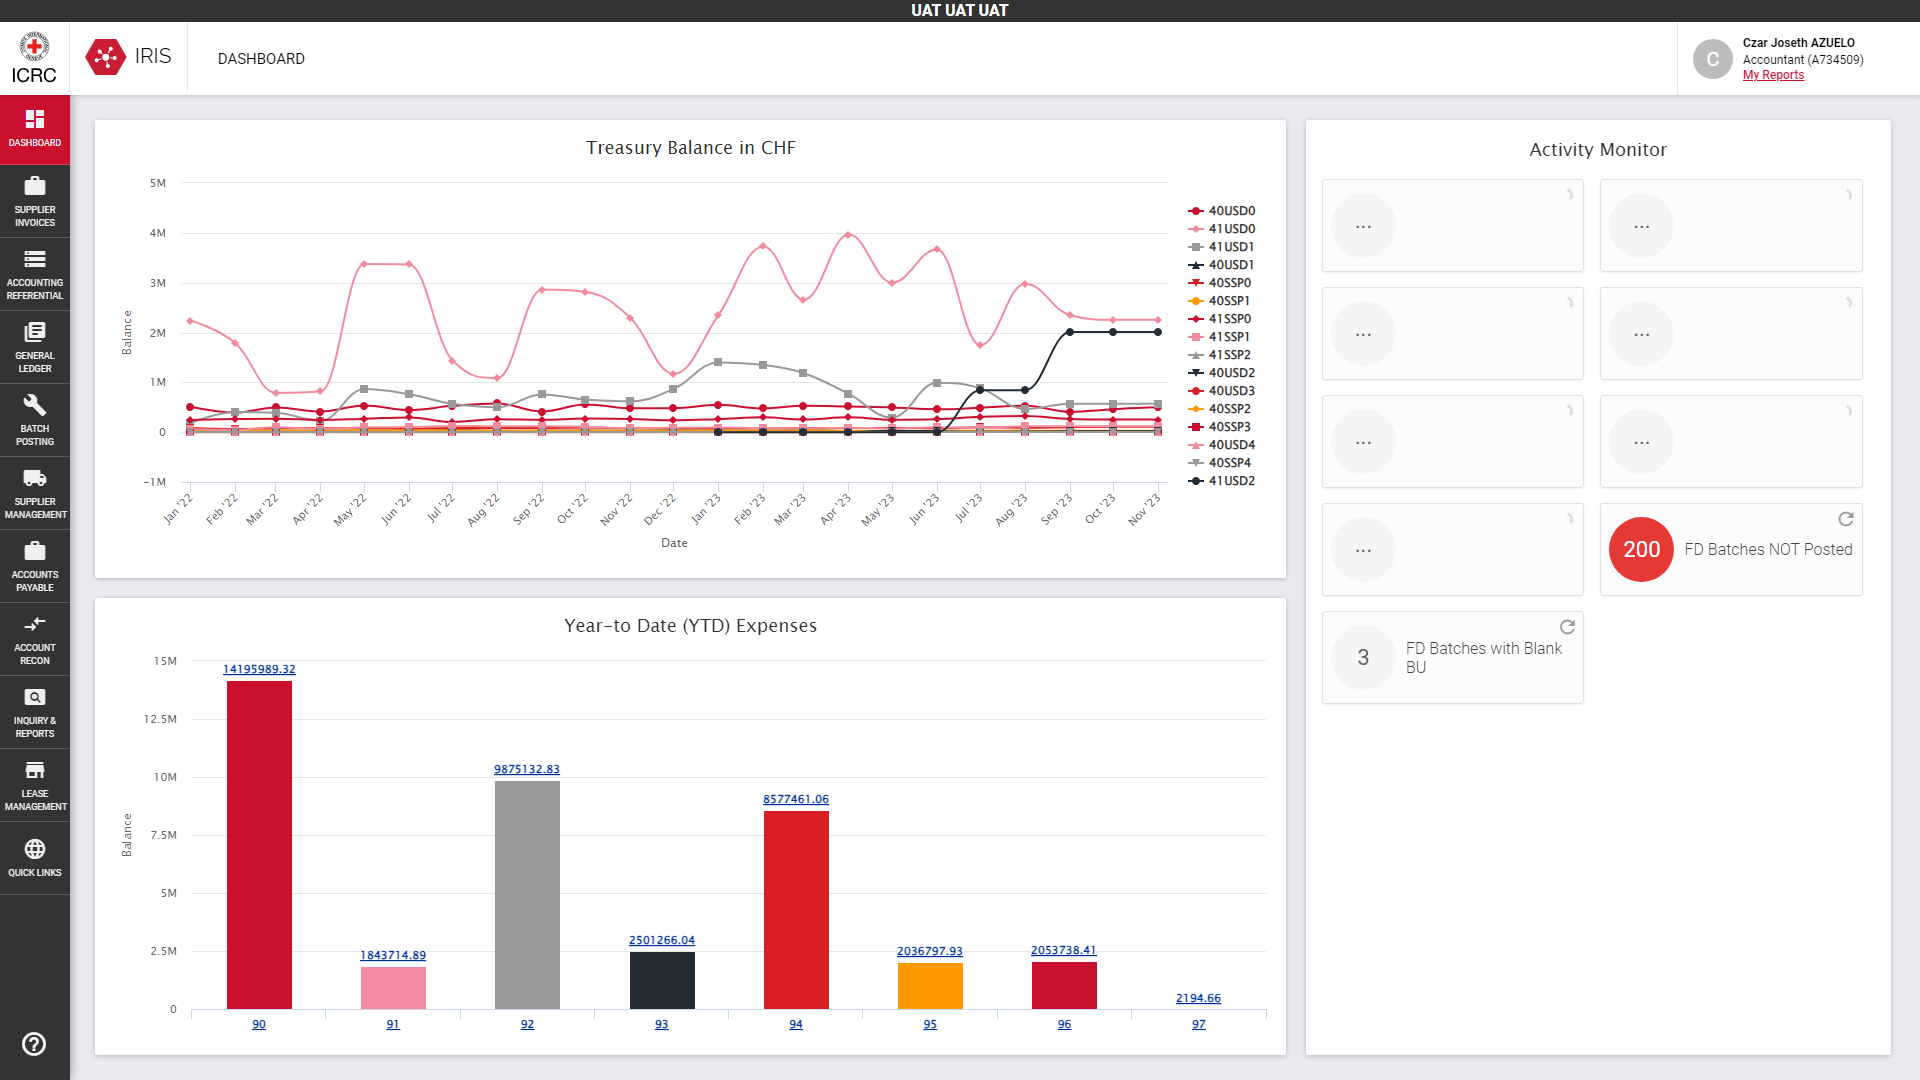 UAT UAT UAT
ICRC
IRIS
DASHBOARD
Czar Joseth AZUELO
Accountant (A734509)
My Reports
DASHBOARD
SUPPLIER
INVOICES
ACCOUNTING
REFERENTIAL
GENERAL
LEDGER
BATCH
POSTING
SUPPLIER
MANAGEMENT
ACCOUNTS
PAYABLE
ACCOUNT
RECON
INQUIRY &
REPORTS
LEASE
MANAGEMENT
QUICK LINKS
Treasury Balance in CHF
Balance
5M
4M
3M
2M
1M
0
-1M
Jan '22
Feb '22
Mar '22
Apr '22
May '22
Jun '22
Jul '22
Aug '22
Sep '22
Oct '22
Nov '22
Dec '22
Jan '23
Feb '23
Mar '23
Apr '23
May '23
Jun '23
Jul '23
Aug '23
Sep '23
Oct '23
Nov '23
Date
40USD0
41USD0
41USD1
40USD1
40SSP0
40SSP1
41SSP0
41SSP1
41SSP2
40USD2
40USD3
40SSP2
40SSP3
40USD4
40SSP4
41USD2
Year-to Date (YTD) Expenses
Balance
15M
12.5M
10M
7.5M
5M
2.5M
0
14195989.32
1843714.89
9875132.83
2501266.04
8577461.06
2036797.93
2053738.41
2194.66
90
91
92
93
94
95
96
97
Activity Monitor
...
...
...
...
...
...
...
200
FD Batches NOT Posted
3
FD Batches with Blank
BU